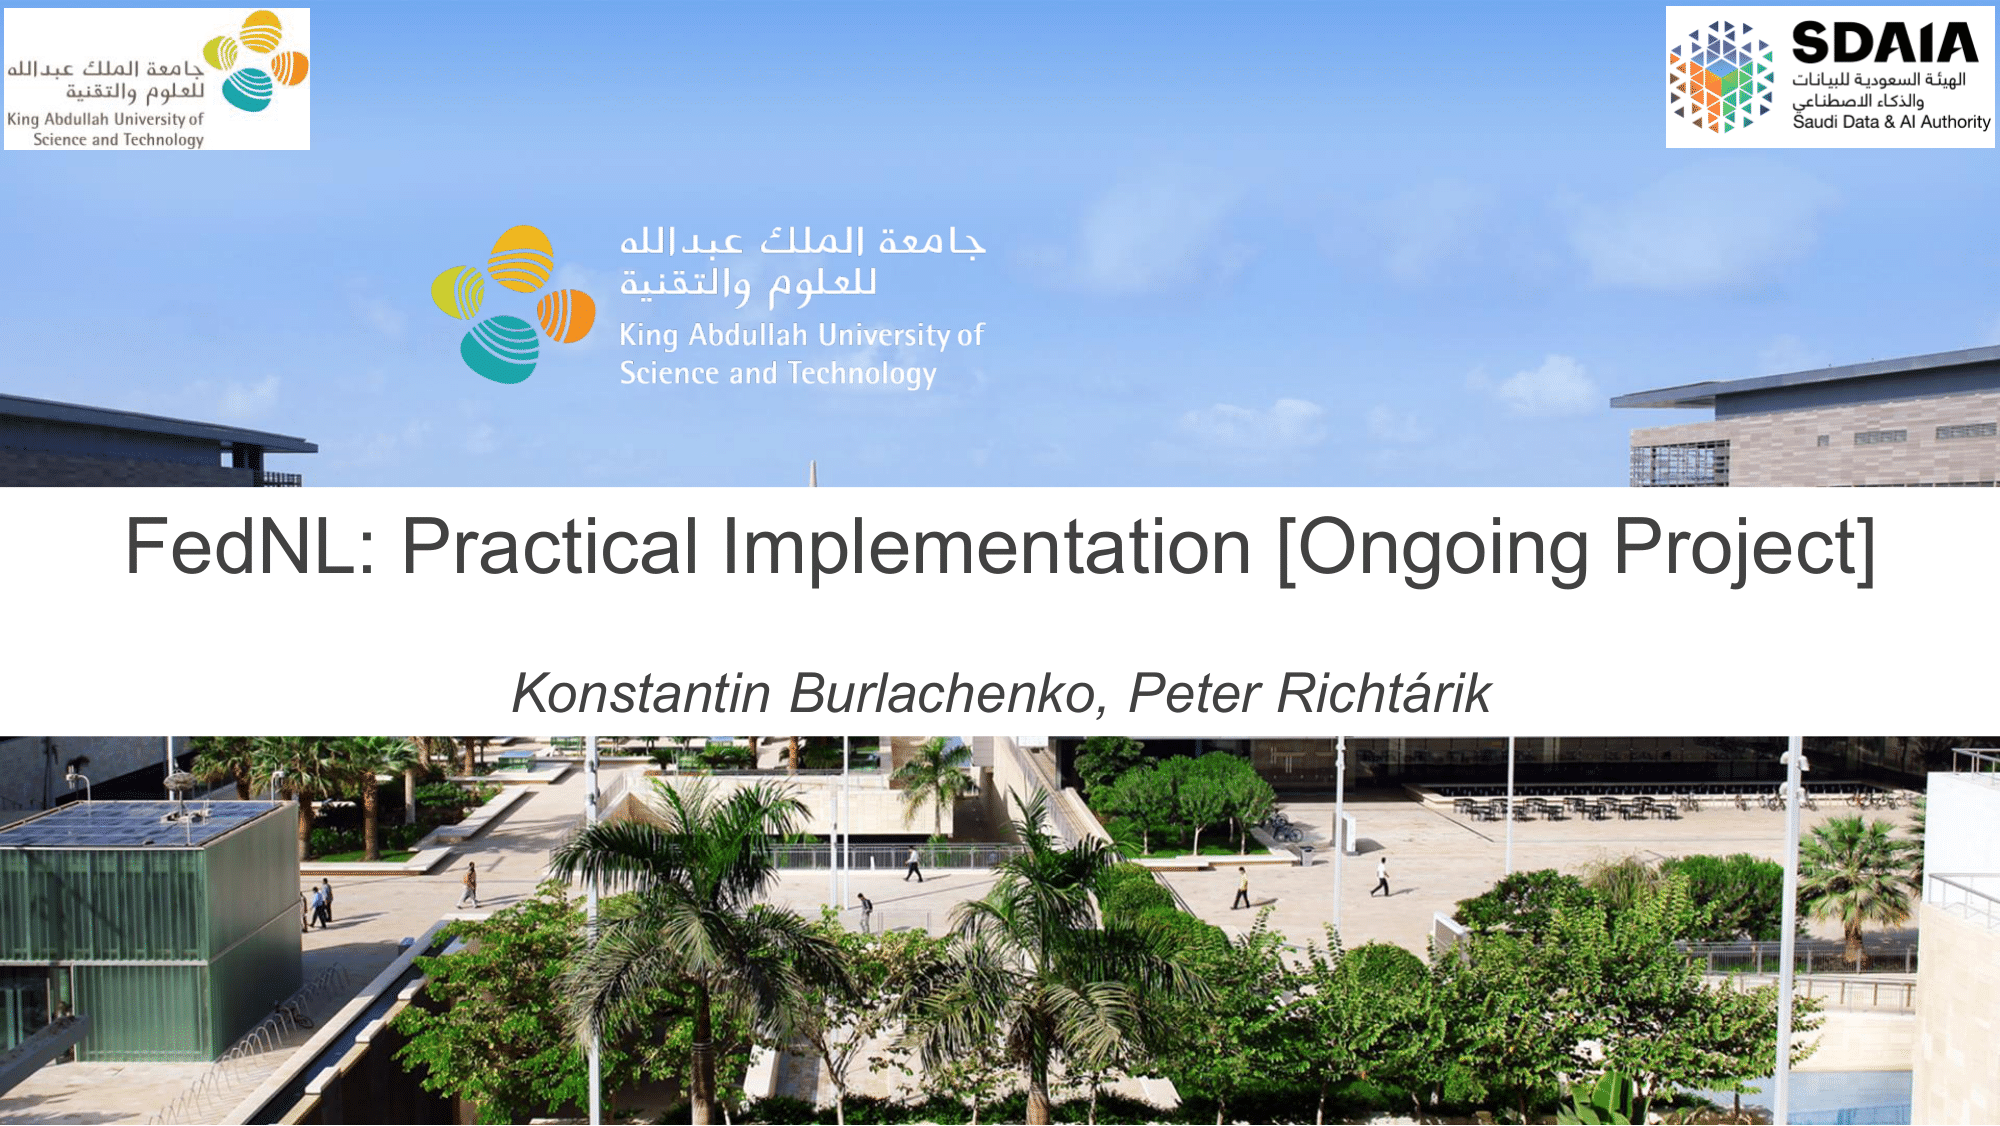 جامعة الملك عبدالله
للعلوم والتقنية
King Abdullah University of
Science and Technology
SDAIA
الهيئة السعودية للبيانات
والذكاء الاصطناعي
Saudi Data & AI Authority
جامعة الملك عبدالله
للعلوم والتقنية
King Abdullah University of
Science and Technology
FedNL: Practical Implementation [Ongoing Project]
Konstantin Burlachenko, Peter Richtárik